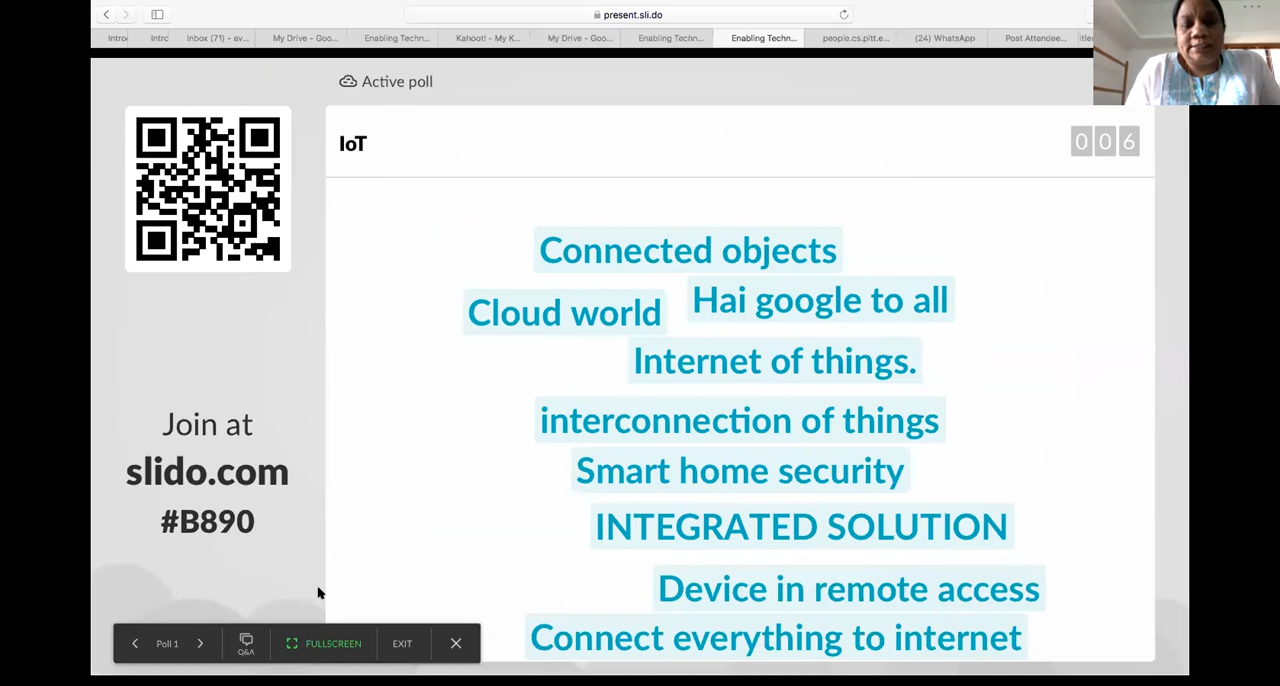 present.sli.do
Intro
Intro
Inbox (71) - ev...
My Drive - Goo...
Enabling Techn...
Kahoot! - My K...
My Drive - Goo...
Enabling Techn...
Enabling Techn...
people.cs.pitt.e...
(24) WhatsApp
Post Attendee...
Active poll
IoT
006
Connected objects
Hai google to all
Cloud world
Internet of things.
interconnection of things
Smart home security
INTEGRATED SOLUTION
Device in remote access
Connect everything to internet
Join at
slido.com
#B890
Poll 1
Q&A
FULLSCREEN
EXIT